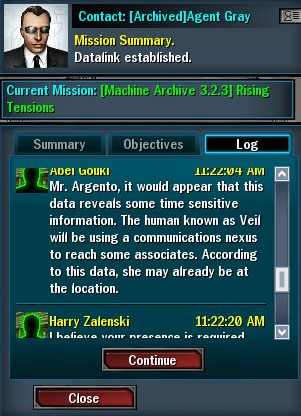 Contact: [Archived]Agent Gray
Mission Summary.
Datalink established.
Current Mission: [Machine Archive 3.2.3] Rising
Tensions
Summary Objectives Log
Abel Gouki 11:22:04 AM
Mr. Argento, it would appear that this
data reveals some time sensitive
information. The human known as Veil
will be using a communications nexus
to reach some associates. According
to this data, she may already be at
the location.
Harry Zalenski 11:22:20 AM
I believe your presence is required
Continue
Close